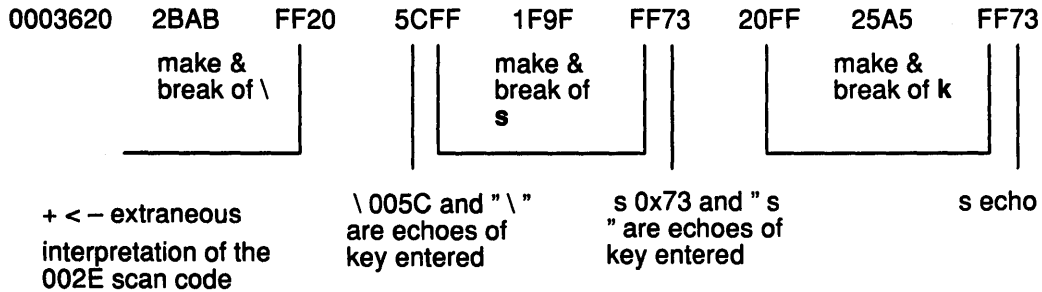 0003620 2BAB FF20 5CFF 1F9F FF73 20FF 25A5 FF73
make &
break of \
make &
break of
s
make &
break of k
+ < – extraneous
interpretation of the
002E scan code
\ 005C and " \ "
are echoes of
key entered
s 0x73 and " s
" are echoes of
key entered
s echo